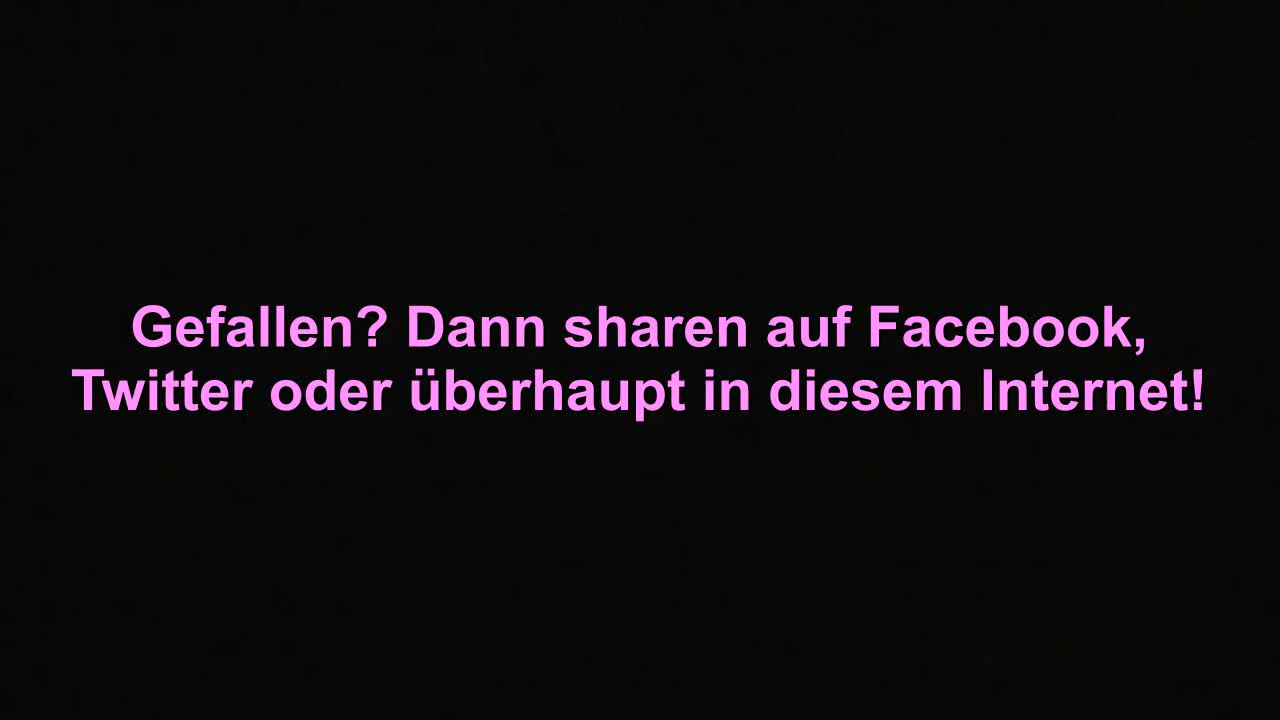 Gefallen? Dann sharen auf Facebook,
Twitter oder überhaupt in diesem Internet!